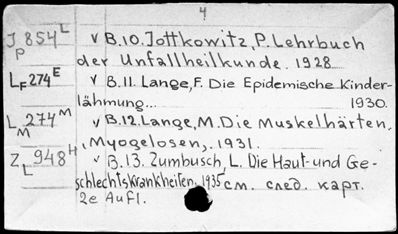 4
J 854 L
P
v B.10. Jottkowitz, P. Lehrbuch
der Unfallheilkunde. 1928
LF 274 E
v B.11. Lange, F. Die Epidemische Kinder-
lähmung... 1930.
L 274 M
M
v B.12. Lange, M. Die Muskelhärten,
Myogelosen,. 1931.
Z 948 H
L
v B.13. Zumbusch, L. Die Haut- und Ge-
schlechtskrankheiten, 1935 см. след. карт.
2e Aufl.